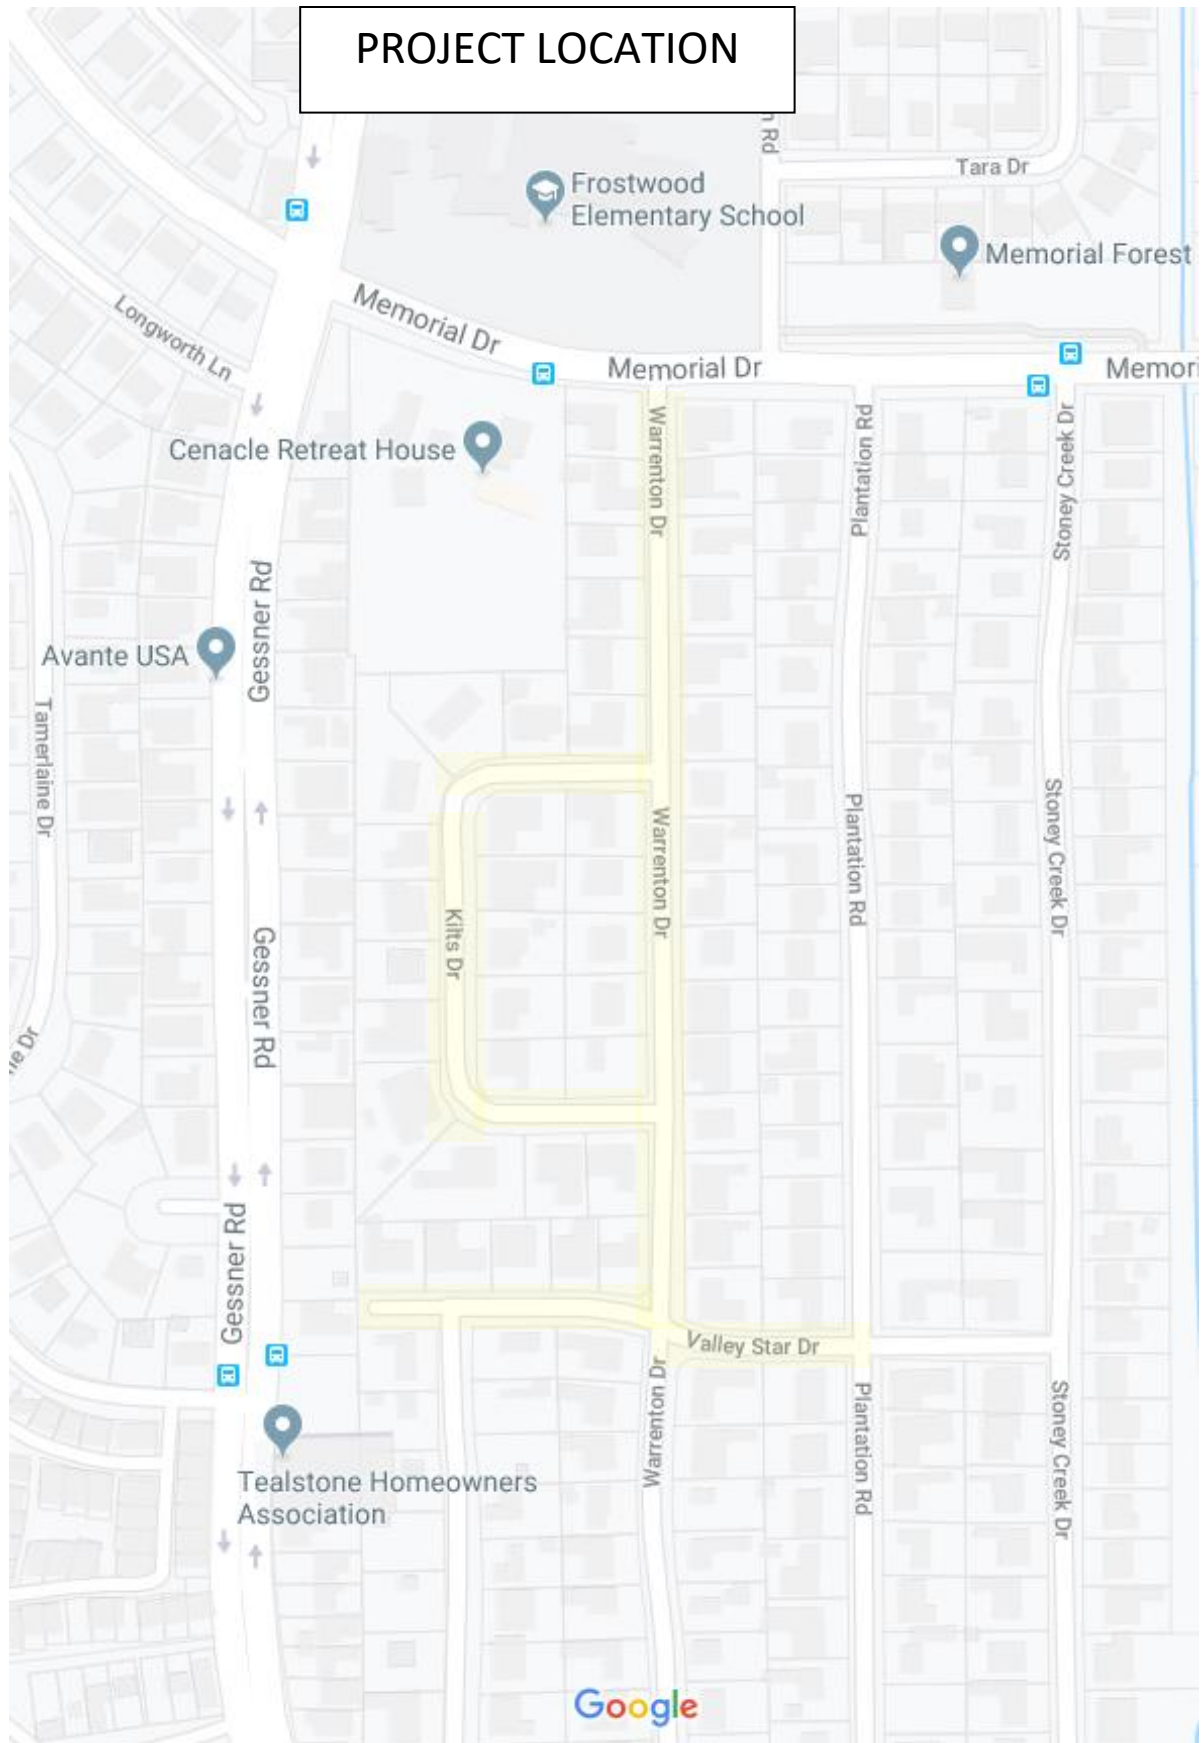 PROJECT LOCATION
n Rd
Tara Dr
Frostwood
Elementary School
Memorial Forest
Memorial Dr
Longworth Ln
Memorial Dr
Memori
Warrenton Dr
Plantation Rd
Stoney Creek Dr
Cenacle Retreat House
Gessner Rd
Avante USA
Tamerlaine Dr
Warrenton Dr
Plantation Rd
Stoney Creek Dr
Kilts Dr
Gessner Rd
ne Dr
Gessner Rd
Valley Star Dr
Warrenton Dr
Plantation Rd
Stoney Creek Dr
Tealstone Homeowners
Association
Google